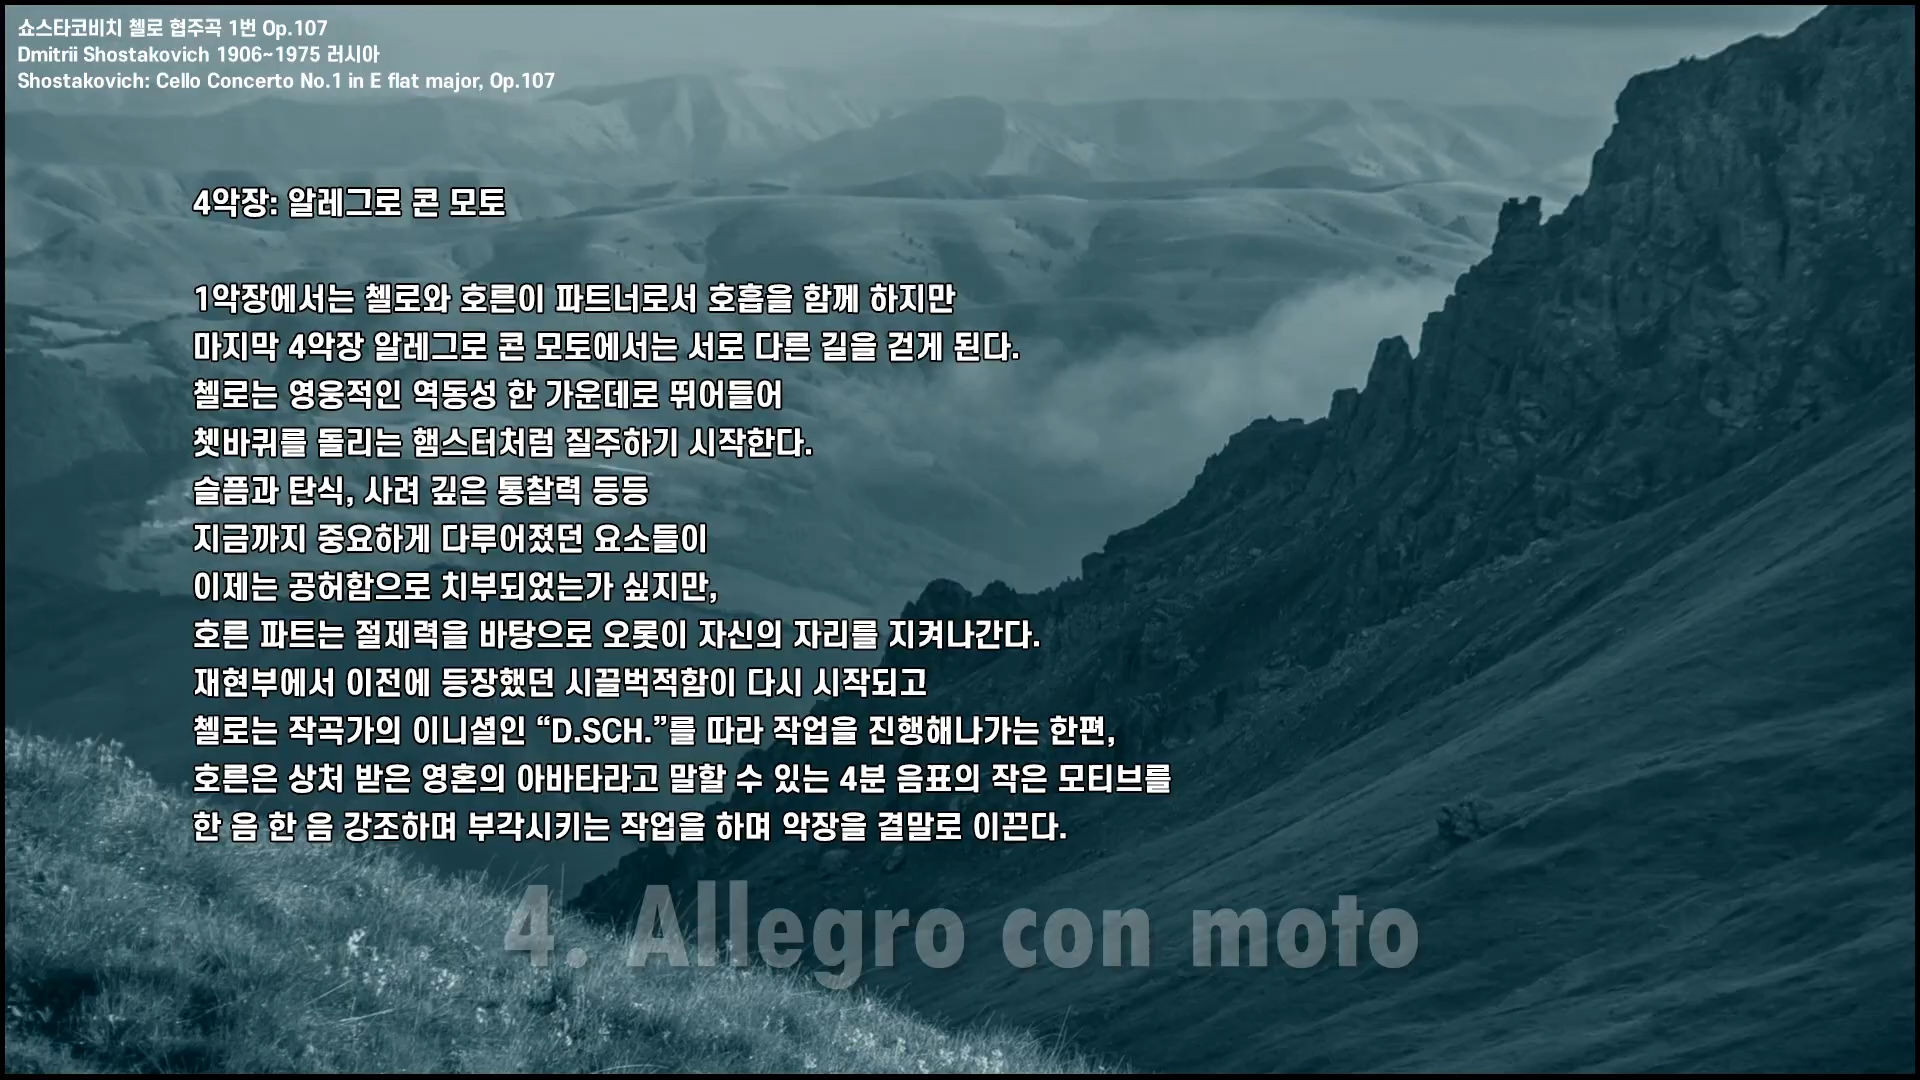 쇼스타코비치 첼로 협주곡 1번 Op.107
Dmitrii Shostakovich 1906~1975 러시아
Shostakovich: Cello Concerto No.1 in E flat major, Op.107
4악장: 알레그로 콘 모토
1악장에서는 첼로와 호른이 파트너로서 호흡을 함께 하지만
마지막 4악장 알레그로 콘 모토에서는 서로 다른 길을 걷게 된다.
첼로는 영웅적인 역동성 한 가운데로 뛰어들어
쳇바퀴를 돌리는 햄스터처럼 질주하기 시작한다.
슬픔과 탄식, 사려 깊은 통찰력 등등
지금까지 중요하게 다루어졌던 요소들이
이제는 공허함으로 치부되었는가 싶지만,
호른 파트는 절제력을 바탕으로 오롯이 자신의 자리를 지켜나간다.
재현부에서 이전에 등장했던 시끌벅적함이 다시 시작되고
첼로는 작곡가의 이니셜인 “D.SCH.”를 따라 작업을 진행해나가는 한편,
호른은 상처 받은 영혼의 아바타라고 말할 수 있는 4분 음표의 작은 모티브를
한 음 한 음 강조하며 부각시키는 작업을 하며 악장을 결말로 이끈다.
4. Allegro con moto